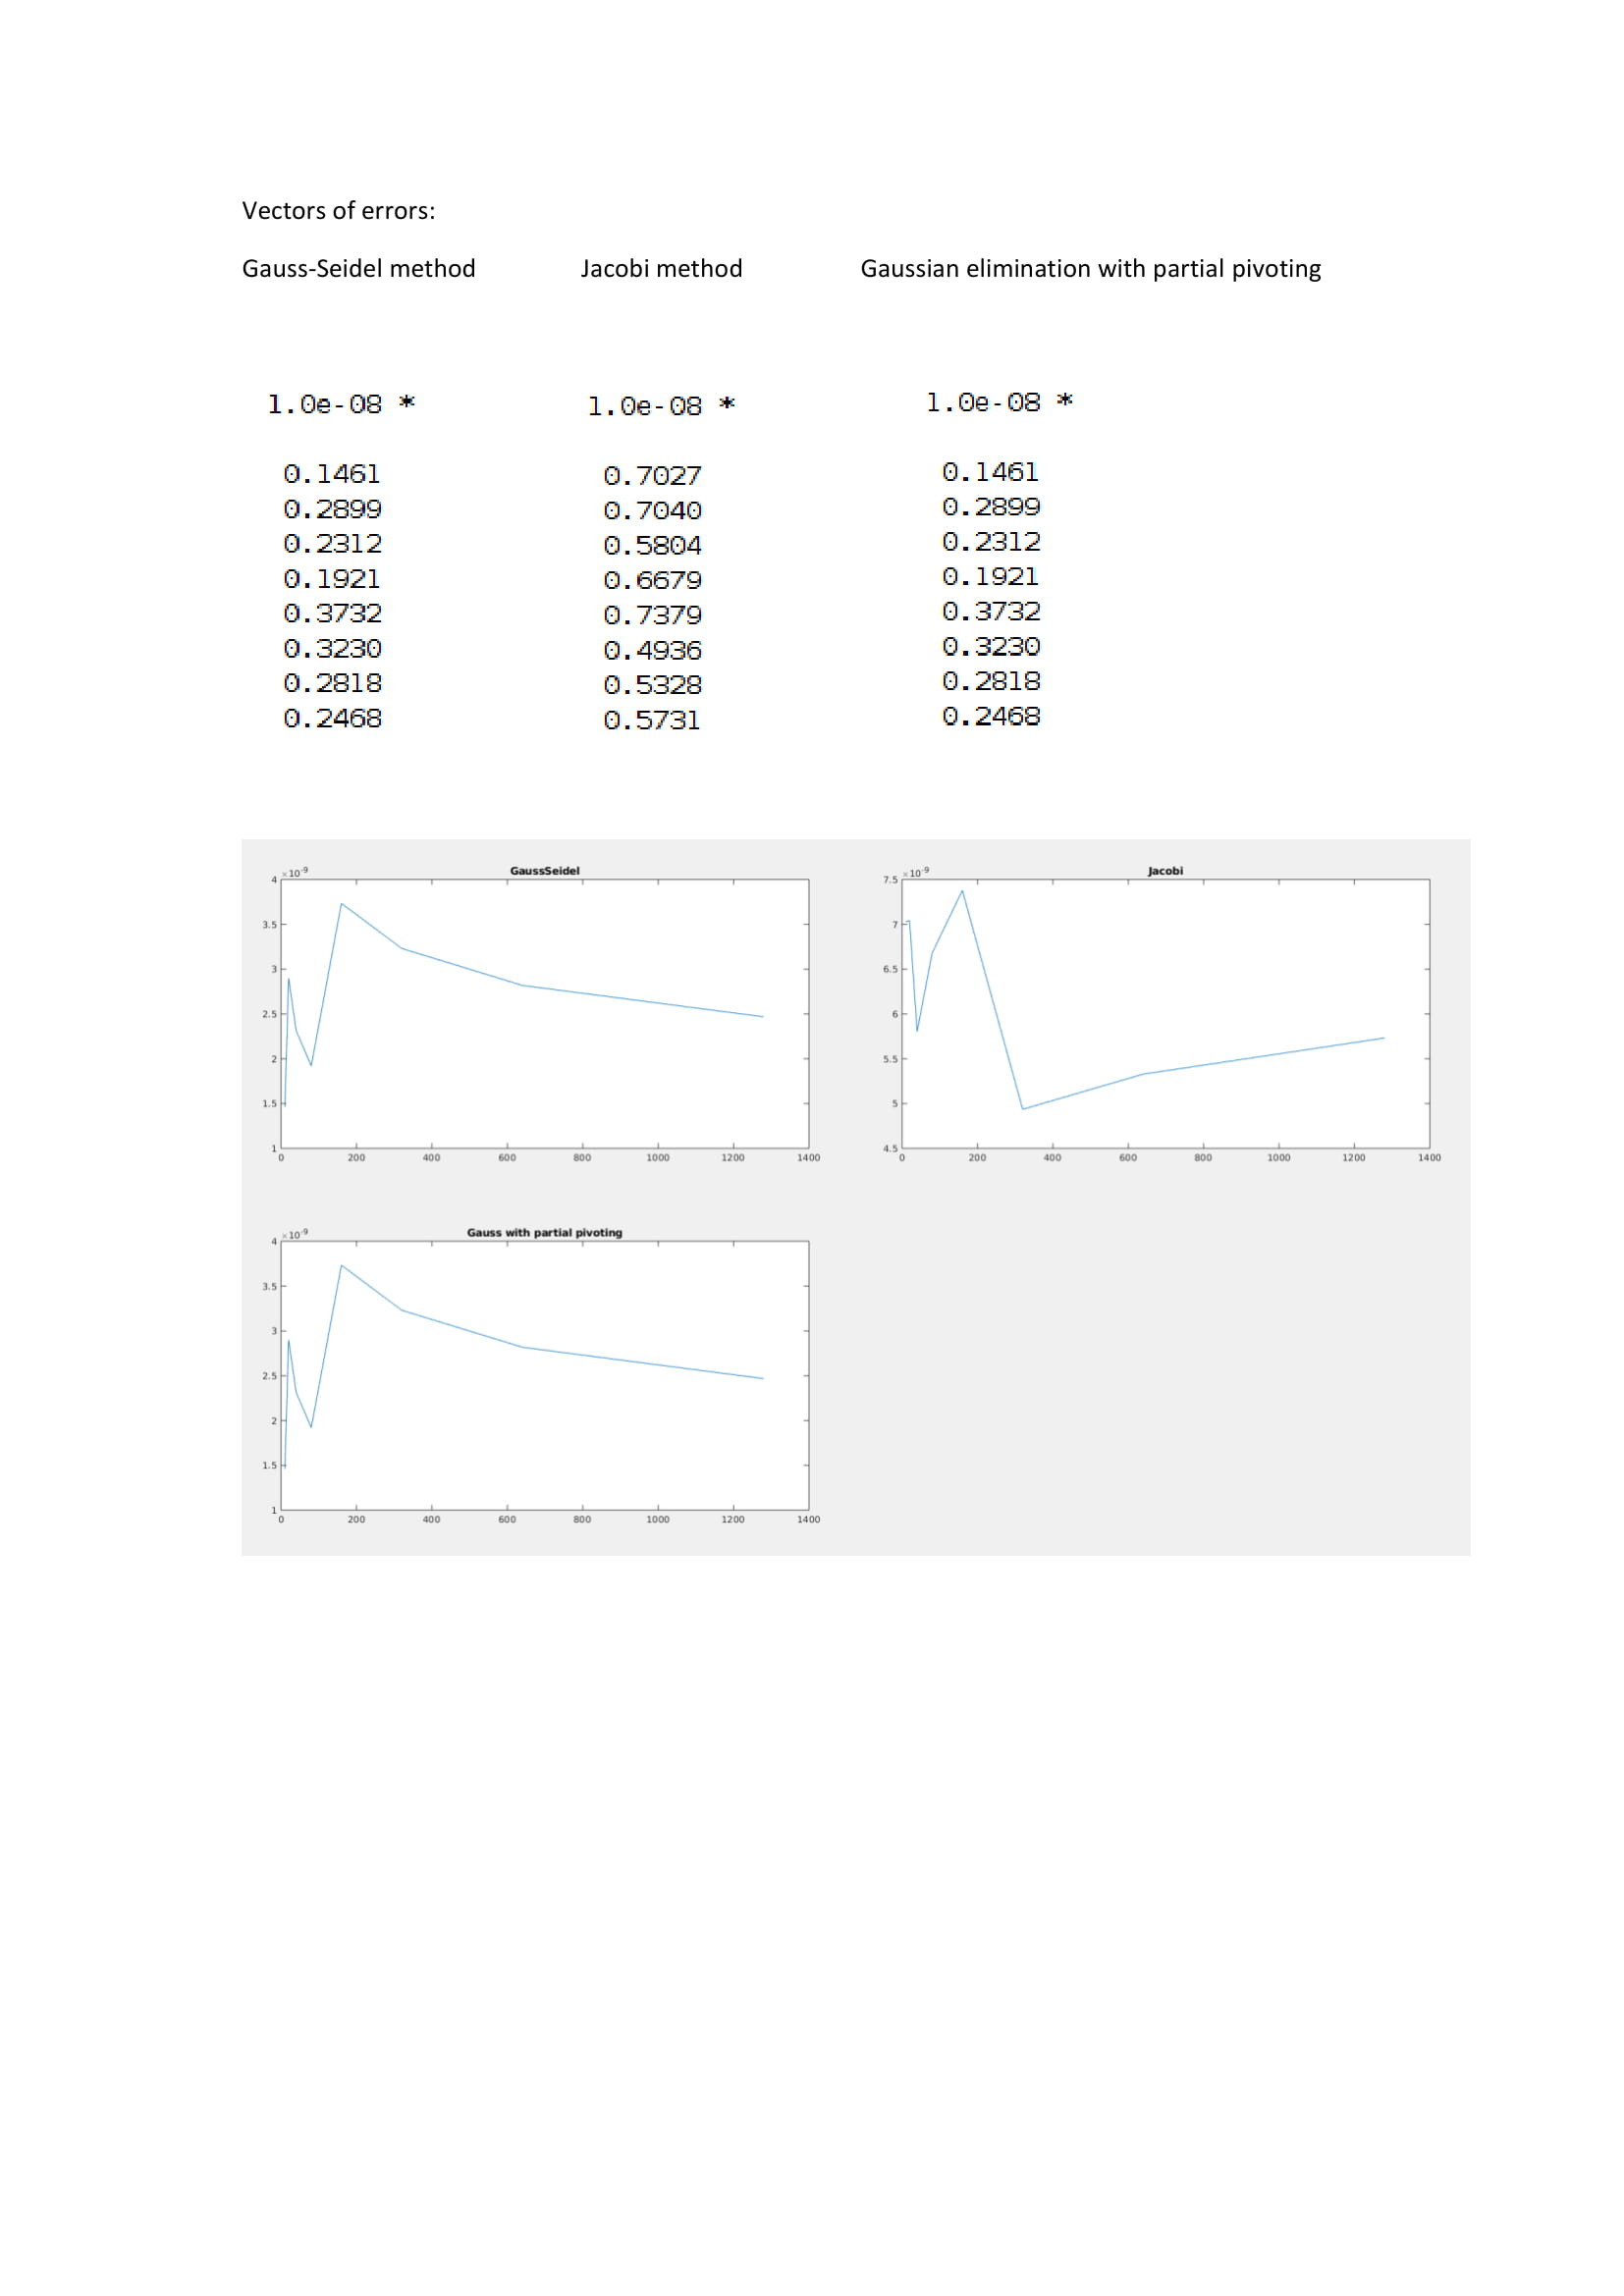 Vectors of errors:
Gauss-Seidel method Jacobi method Gaussian elimination with partial pivoting
1.0e-08 * 1.0e-08 * 1.0e-08 *
0.1461 0.7027 0.1461
0.2899 0.7040 0.2899
0.2312 0.5804 0.2312
0.1921 0.6679 0.1921
0.3732 0.7379 0.3732
0.3230 0.4936 0.3230
0.2818 0.5328 0.2818
0.2468 0.5731 0.2468
GaussSeidel
×10⁻⁹
4
3.5
3
2.5
2
1.5
1
0 200 400 600 800 1000 1200 1400
Jacobi
×10⁻⁹
7.5
7
6.5
6
5.5
5
4.5
0 200 400 600 800 1000 1200 1400
Gauss with partial pivoting
×10⁻⁹
4
3.5
3
2.5
2
1.5
1
0 200 400 600 800 1000 1200 1400